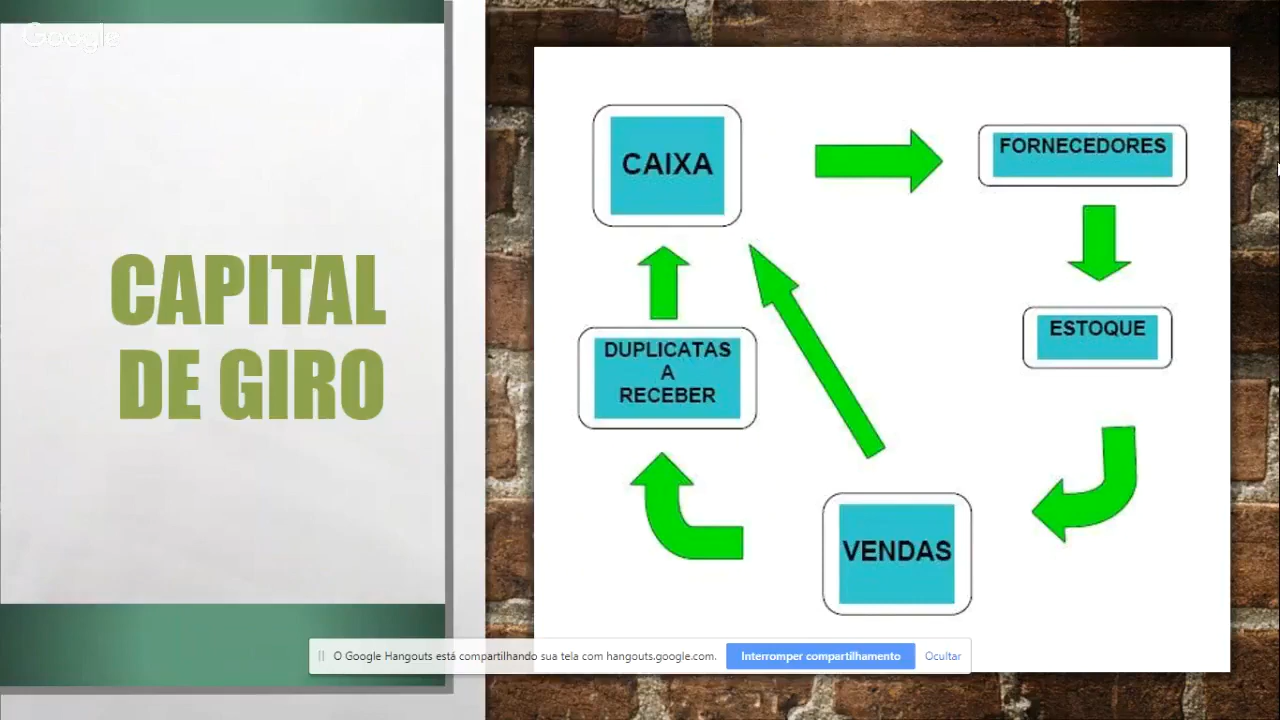 Google
CAPITAL
DE GIRO
CAIXA
FORNECEDORES
ESTOQUE
DUPLICATAS
A
RECEBER
VENDAS
O Google Hangouts está compartilhando sua tela com hangouts.google.com.
Interromper compartilhamento
Ocultar